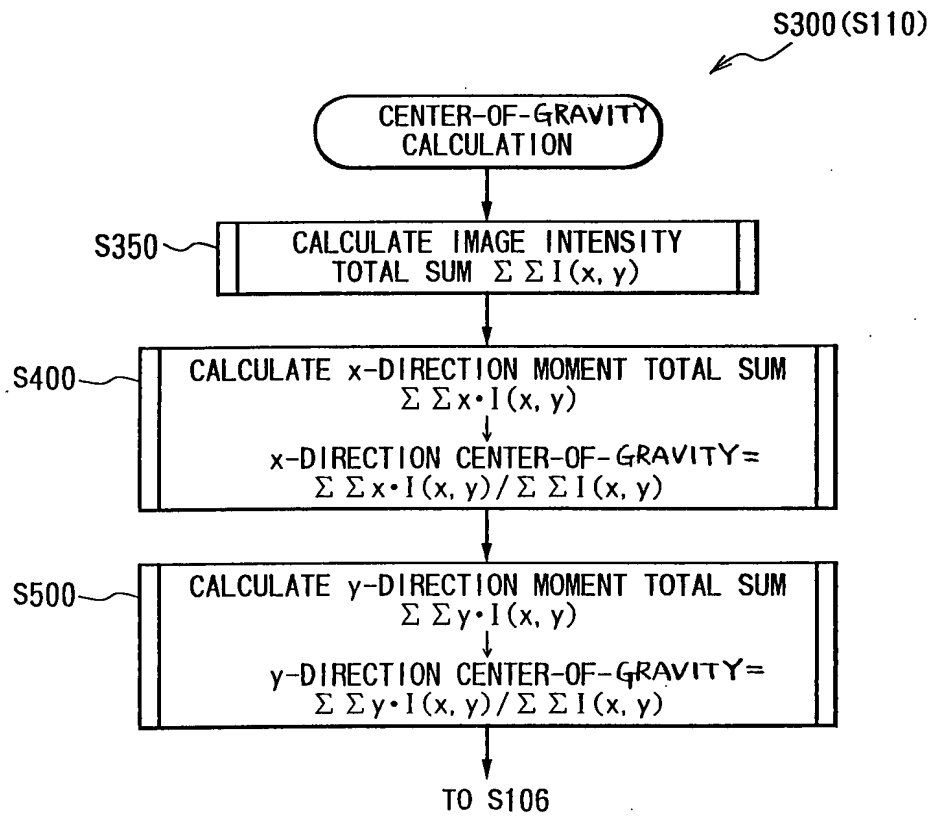 S300(S110)
CENTER-OF-GRAVITY
CALCULATION
S350
CALCULATE IMAGE INTENSITY
TOTAL SUM ΣΣI(x, y)
S400
CALCULATE x-DIRECTION MOMENT TOTAL SUM
ΣΣx·I(x, y)
x-DIRECTION CENTER-OF-GRAVITY=
ΣΣx·I(x, y)/ΣΣI(x, y)
S500
CALCULATE y-DIRECTION MOMENT TOTAL SUM
ΣΣy·I(x, y)
y-DIRECTION CENTER-OF-GRAVITY=
ΣΣy·I(x, y)/ΣΣI(x, y)
TO S106